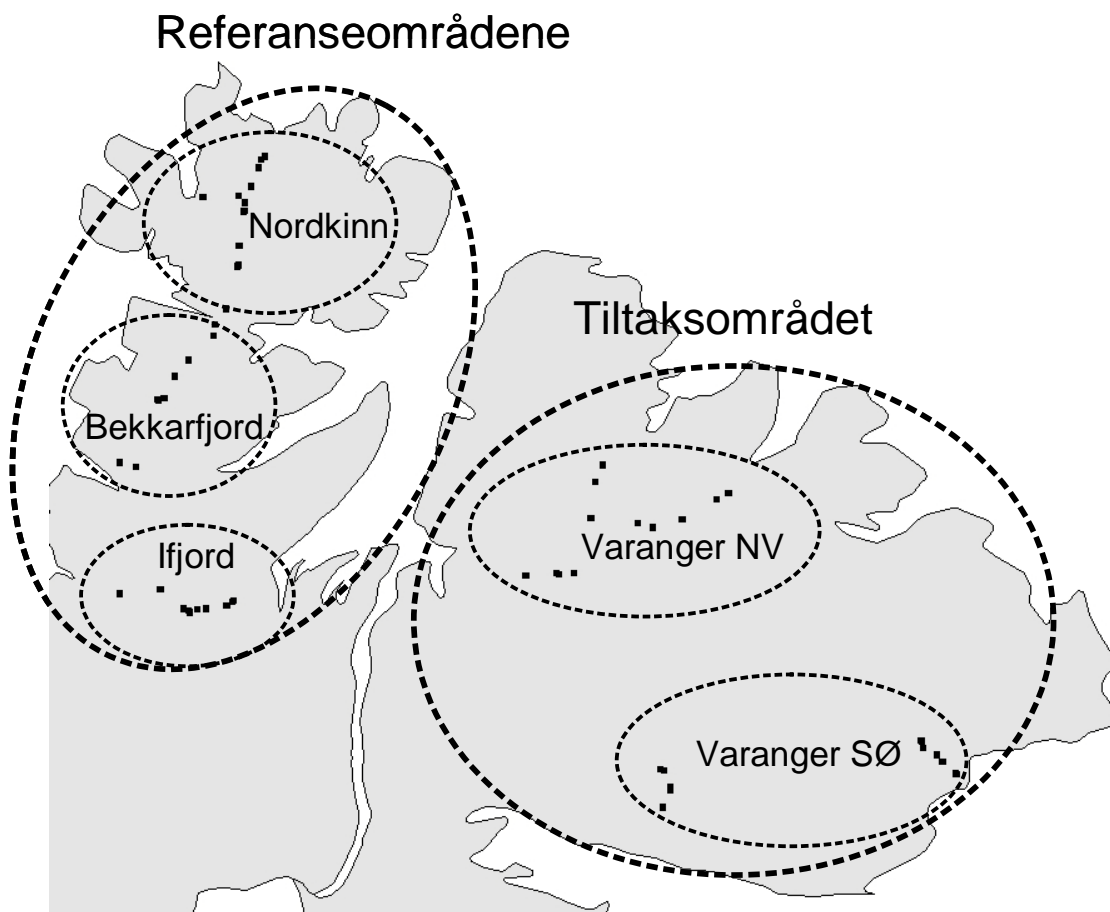 Referanseområdene
Nordkinn
Tiltaksområdet
Bekkarfjord
Ifjord
Varanger NV
Varanger SØ